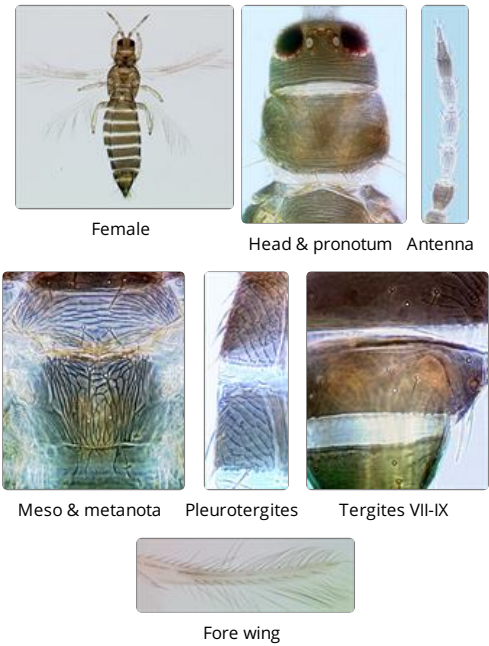 Female
Head & pronotum
Antenna
Meso & metanota
Pleurotergites
Tergites VII-IX
Fore wing